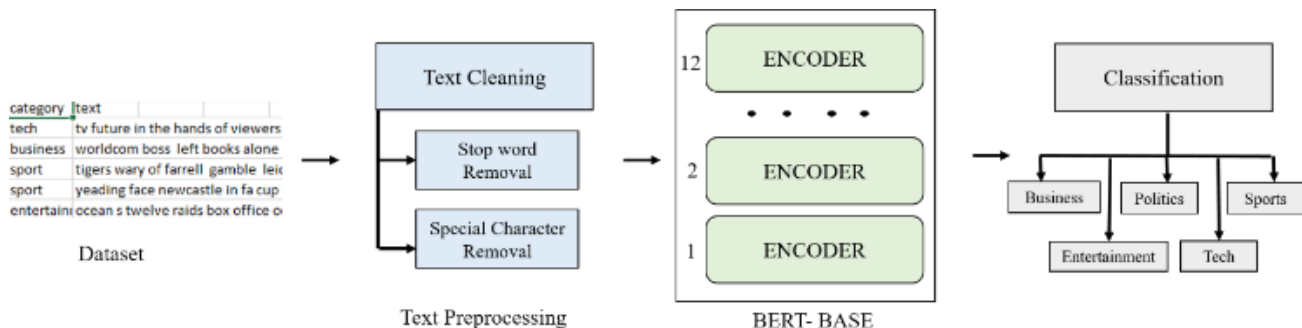 category text
tech tv future in the hands of viewers
business worldcom boss left books alone
sport tigers wary of farrell gamble leic
sport yeading face newcastle in fa cup
entertainm ocean s twelve raids box office
Dataset
Text Cleaning
Stop word
Removal
Special Character
Removal
Text Preprocessing
12 ENCODER
2 ENCODER
1 ENCODER
BERT- BASE
Classification
Business
Politics
Sports
Entertainment
Tech